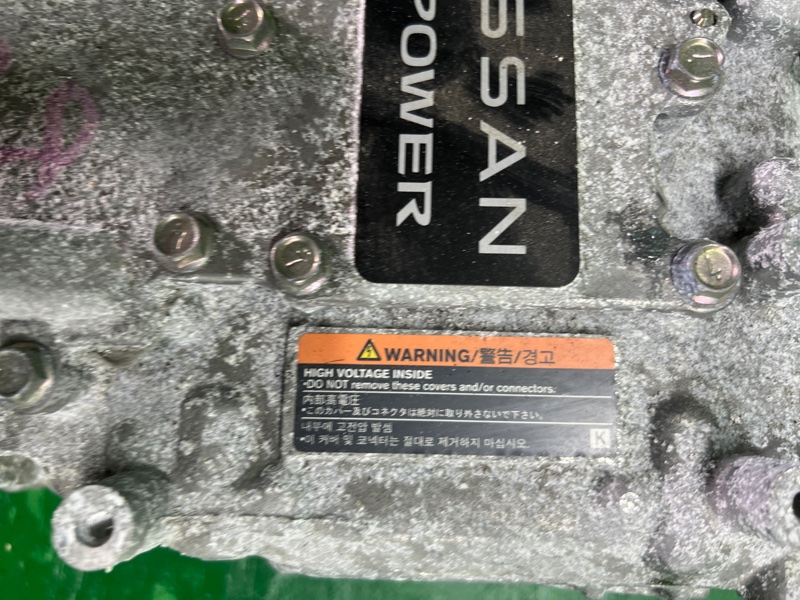 SSAN
POWER
WARNING/警告/경고
HIGH VOLTAGE INSIDE
•DO NOT remove these covers and/or connectors.
内部高電圧
•このカバー及びコネクタは絶対に取り外さないで下さい。
내부에 고전압 발생
•이 커버 및 코넥터는 절대로 제거하지 마십시오.
K